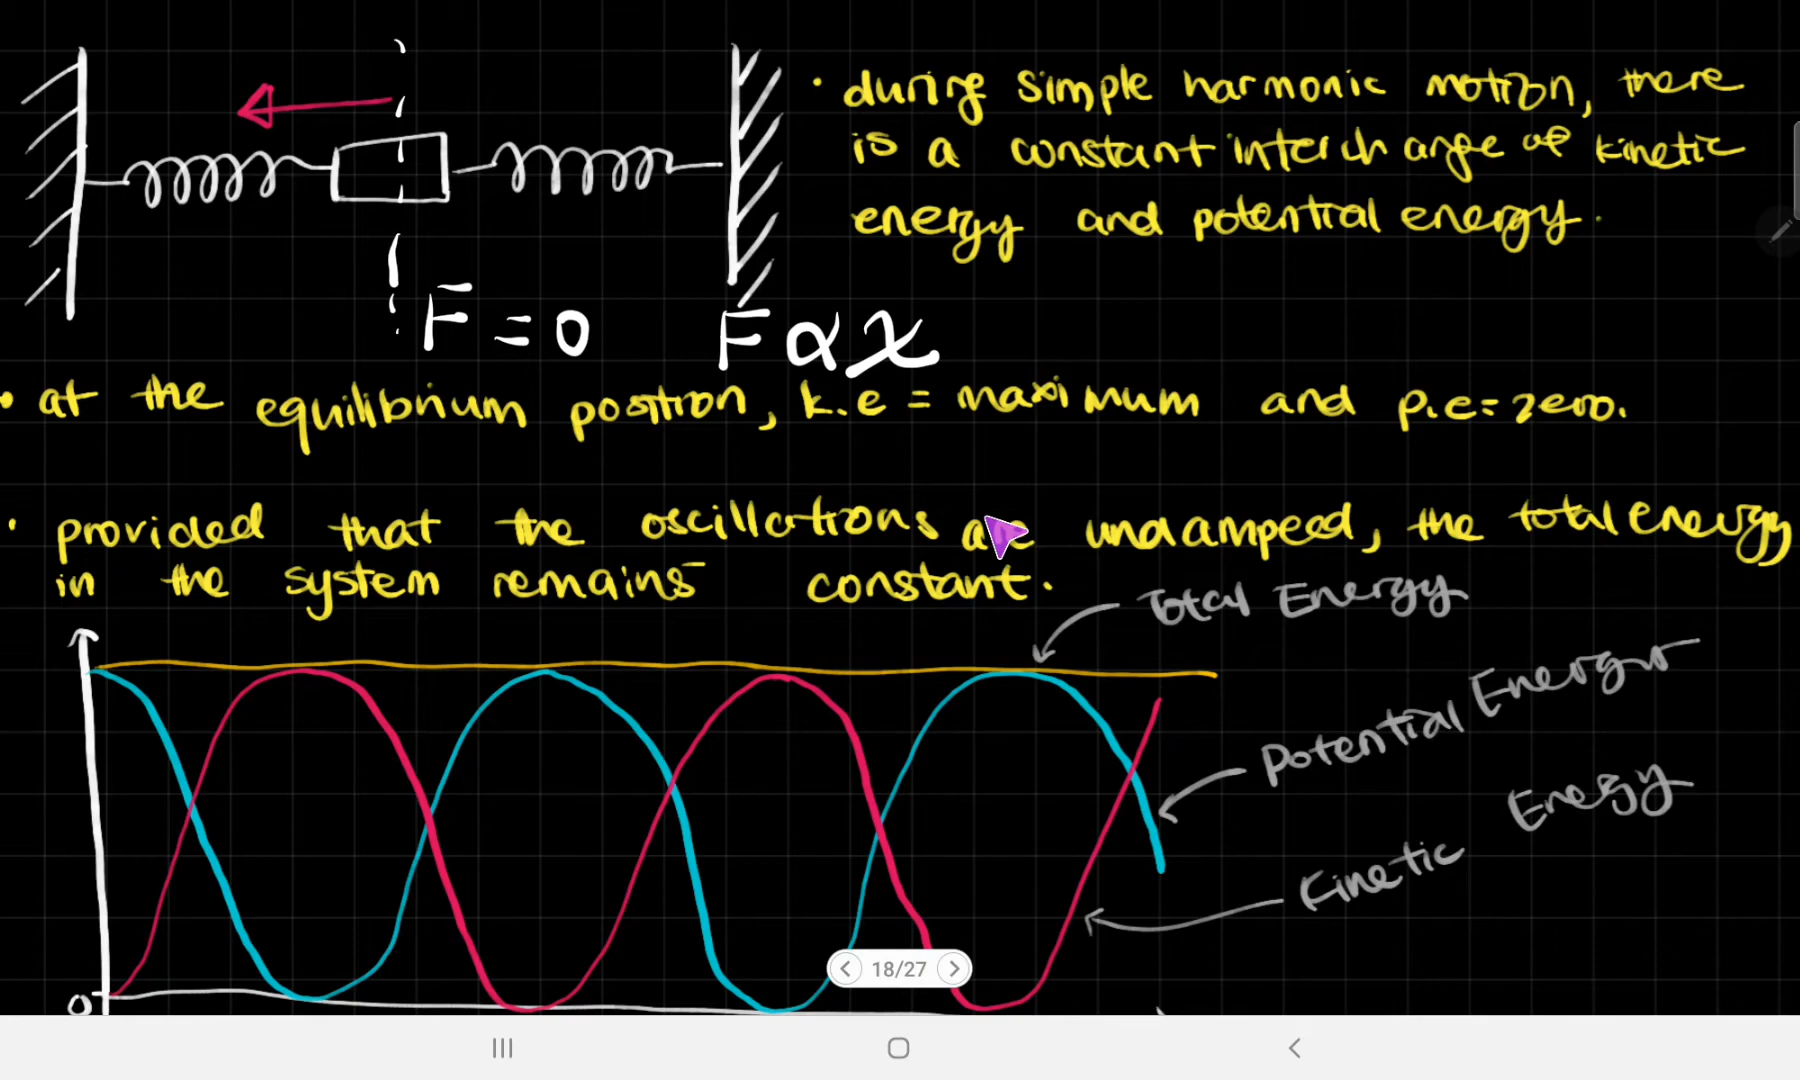 • during simple harmonic motion, there
is a constant interchange of kinetic
energy and potential energy.
F = 0
F α x
• at the equilibrium position, k.e = maximum and p.e = zero.
• provided that the oscillations are undamped, the total energy
in the system remains constant.
Total Energy
Potential Energy
Kinetic Energy
0
18/27